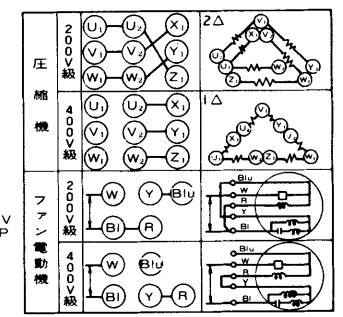 圧縮機
200V級
U₁ U₂ X₁
V₁ V₂ Y₁
W₁ W₂ Z₁
2△
400V級
U₁ U₂ X₁
V₁ V₂ Y₁
W₁ W₂ Z₁
1△
ファン電動機
200V級
W Y Blu
Bl R
Blu
W
R
Y
Bl
400V級
W Blu
Bl Y R
Blu
W
R
Y
Bl
V
P